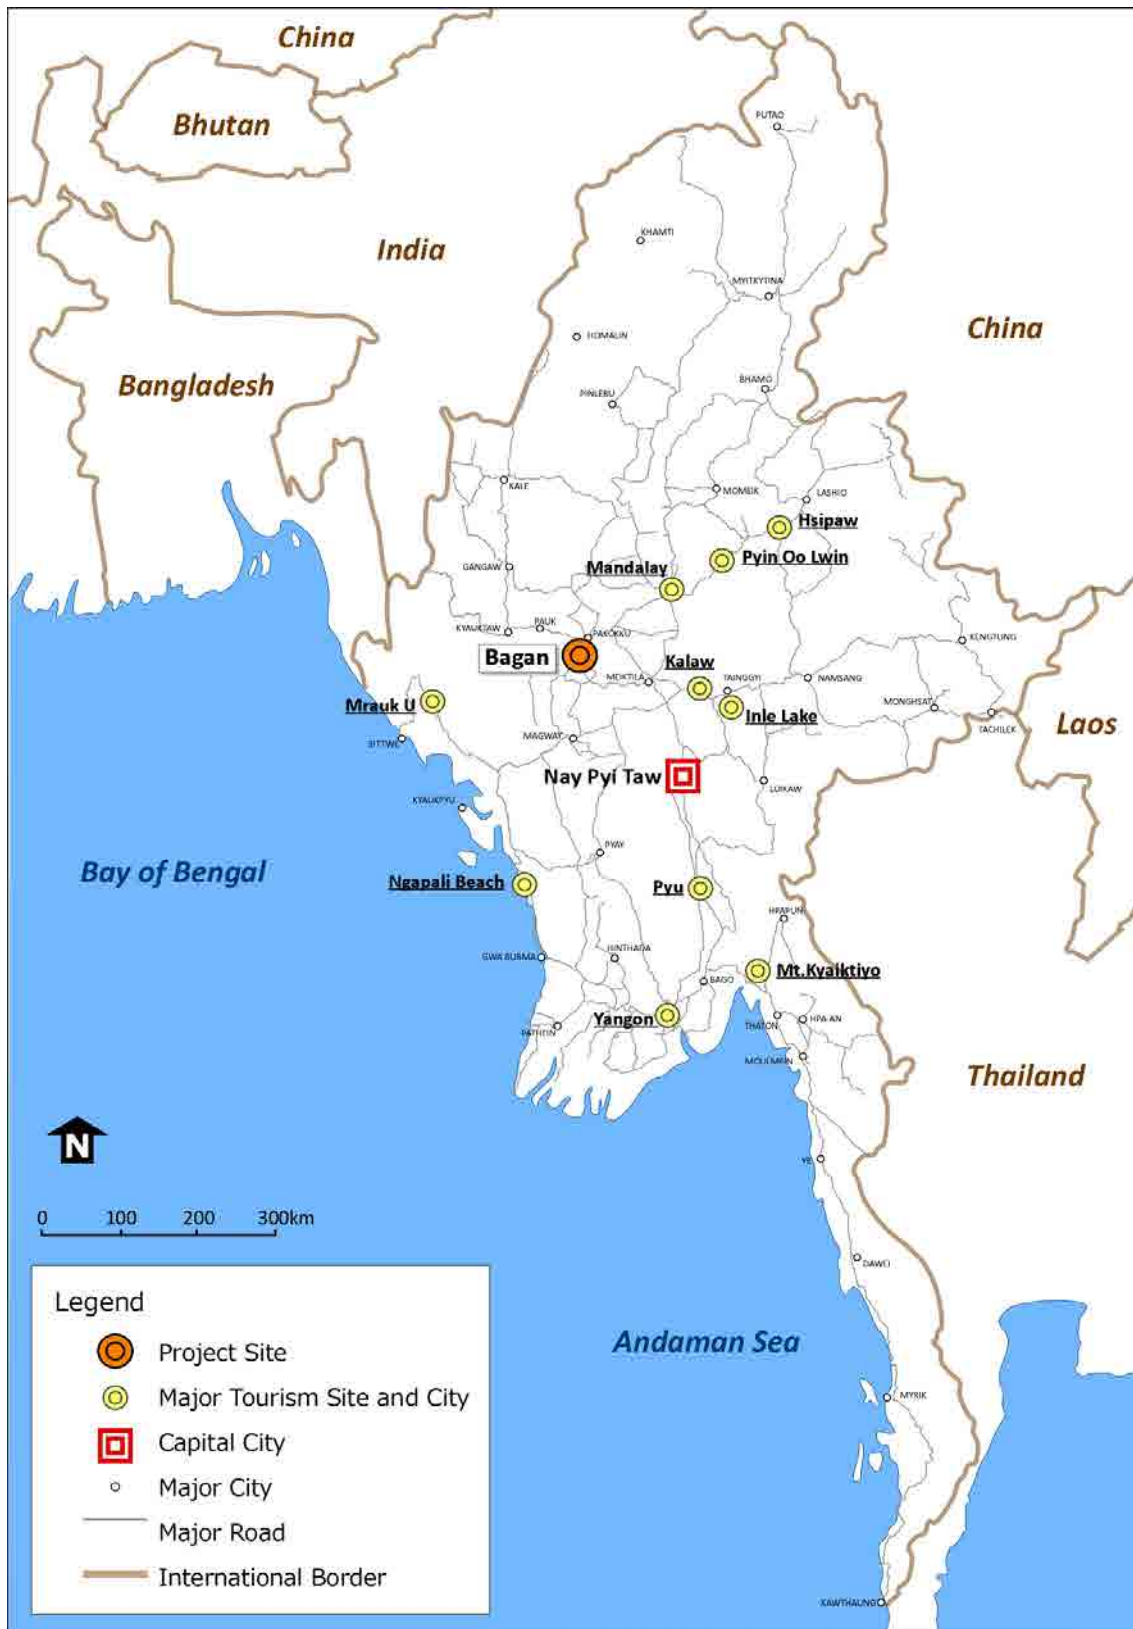 China
Bhutan
PUTAO
India
KHAMTI
MYITKYTINA
China
HOMALIN
Bangladesh
BHAMO
PINLEBU
KALE
MOMEIK
LASHIO
Hsipaw
Pyin Oo Lwin
GANGAW
Mandalay
PAUK
KYAUKTAW
PAKOKKU
KENGTUNG
Bagan
Kalaw
MEIKTILA
TAINGGYI
NAMSANG
Mrauk U
Inle Lake
MONGHSAT
TACHILEK
Laos
SITTWE
MAGWAY
Nay Pyi Taw
LOIKAW
KYAUKPYU
PYAY
Bay of Bengal
Ngapali Beach
Pyu
HPAPUN
GWA BURMA
HINTHADA
BAGO
Mt.Kyaiktiyo
Yangon
PATHEIN
THATON
HPA-AN
MOULMEIN
Thailand
N
YE
0 100 200 300km
DAWEI
Legend
Andaman Sea
Project Site
Major Tourism Site and City
MYEIK
Capital City
Major City
Major Road
International Border
KAWTHAUNG